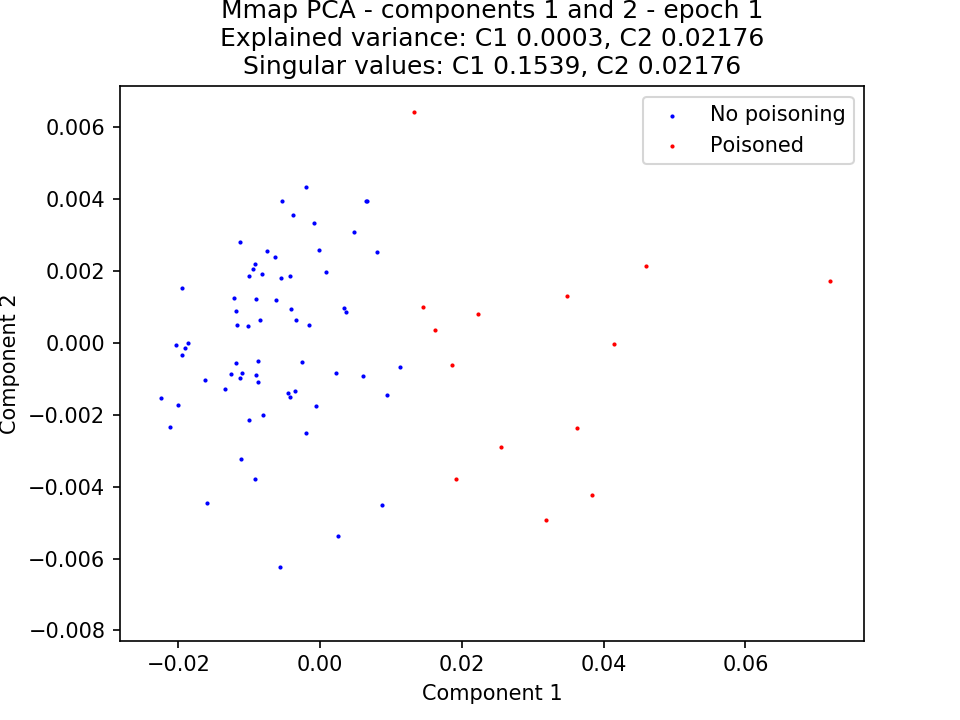 Mmap PCA - components 1 and 2 - epoch 1
Explained variance: C1 0.0003, C2 0.02176
Singular values: C1 0.1539, C2 0.02176
No poisoning
Poisoned
0.006
0.004
0.002
0.000
−0.002
−0.004
−0.006
−0.008
Component 2
−0.02
0.00
0.02
0.04
0.06
Component 1